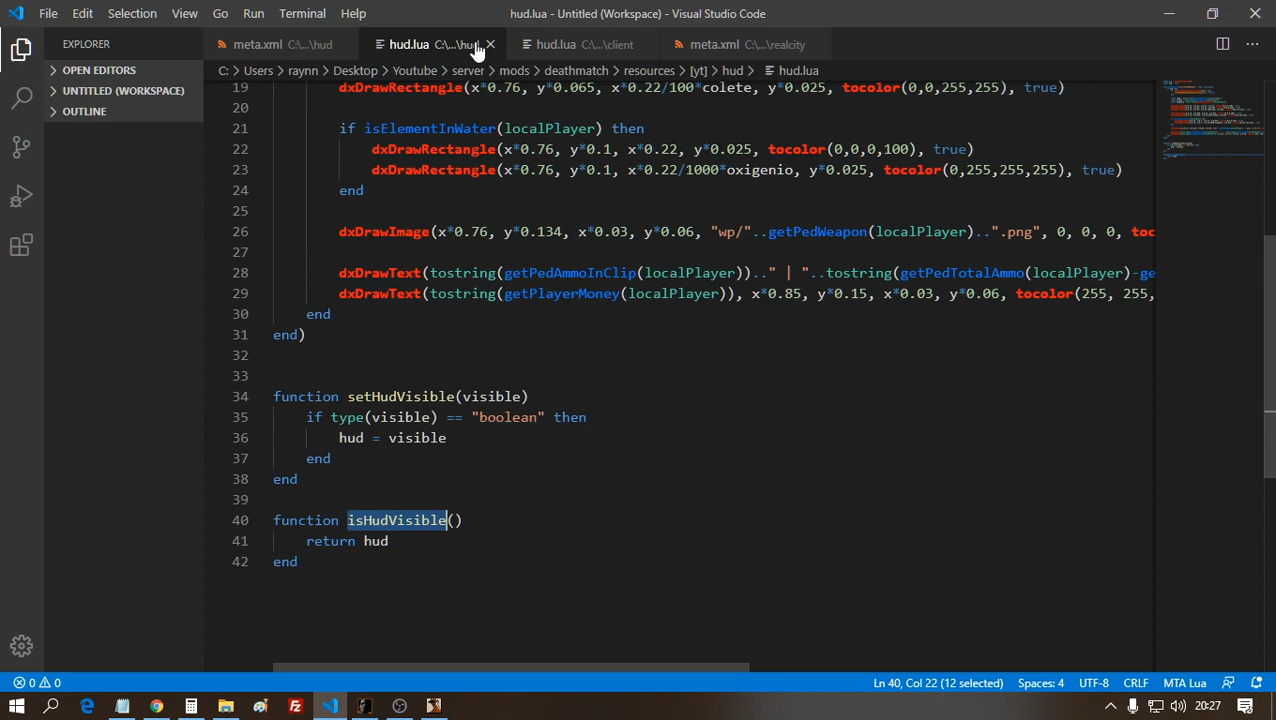 File Edit Selection View Go Run Terminal Help hud.lua - Untitled (Workspace) - Visual Studio Code
EXPLORER
OPEN EDITORS
UNTITLED (WORKSPACE)
OUTLINE
meta.xml C:\...\hud hud.lua C:\...\hud hud.lua C:\...\client meta.xml C:\...\realcity
C: > Users > raynn > Desktop > Youtube > server > mods > deathmatch > resources > [yt] > hud > hud.lua
19 dxDrawRectangle(x*0.76, y*0.065, x*0.22/100*colete, y*0.025, tocolor(0,0,255,255), true)
20
21 if isElementInWater(localPlayer) then
22 dxDrawRectangle(x*0.76, y*0.1, x*0.22, y*0.025, tocolor(0,0,0,100), true)
23 dxDrawRectangle(x*0.76, y*0.1, x*0.22/1000*oxigenio, y*0.025, tocolor(0,255,255,255), true)
24 end
25
26 dxDrawImage(x*0.76, y*0.134, x*0.03, y*0.06, "wp/"..getPedWeapon(localPlayer)..".png", 0, 0, 0, toc
27
28 dxDrawText(tostring(getPedAmmoInClip(localPlayer)).." | "..tostring(getPedTotalAmmo(localPlayer)-ge
29 dxDrawText(tostring(getPlayerMoney(localPlayer)), x*0.85, y*0.15, x*0.03, y*0.06, tocolor(255, 255,
30 end
31 end)
32
33
34 function setHudVisible(visible)
35 if type(visible) == "boolean" then
36 hud = visible
37 end
38 end
39
40 function isHudVisible()
41 return hud
42 end
0 0 Ln 40, Col 22 (12 selected) Spaces: 4 UTF-8 CRLF MTA Lua
20:27